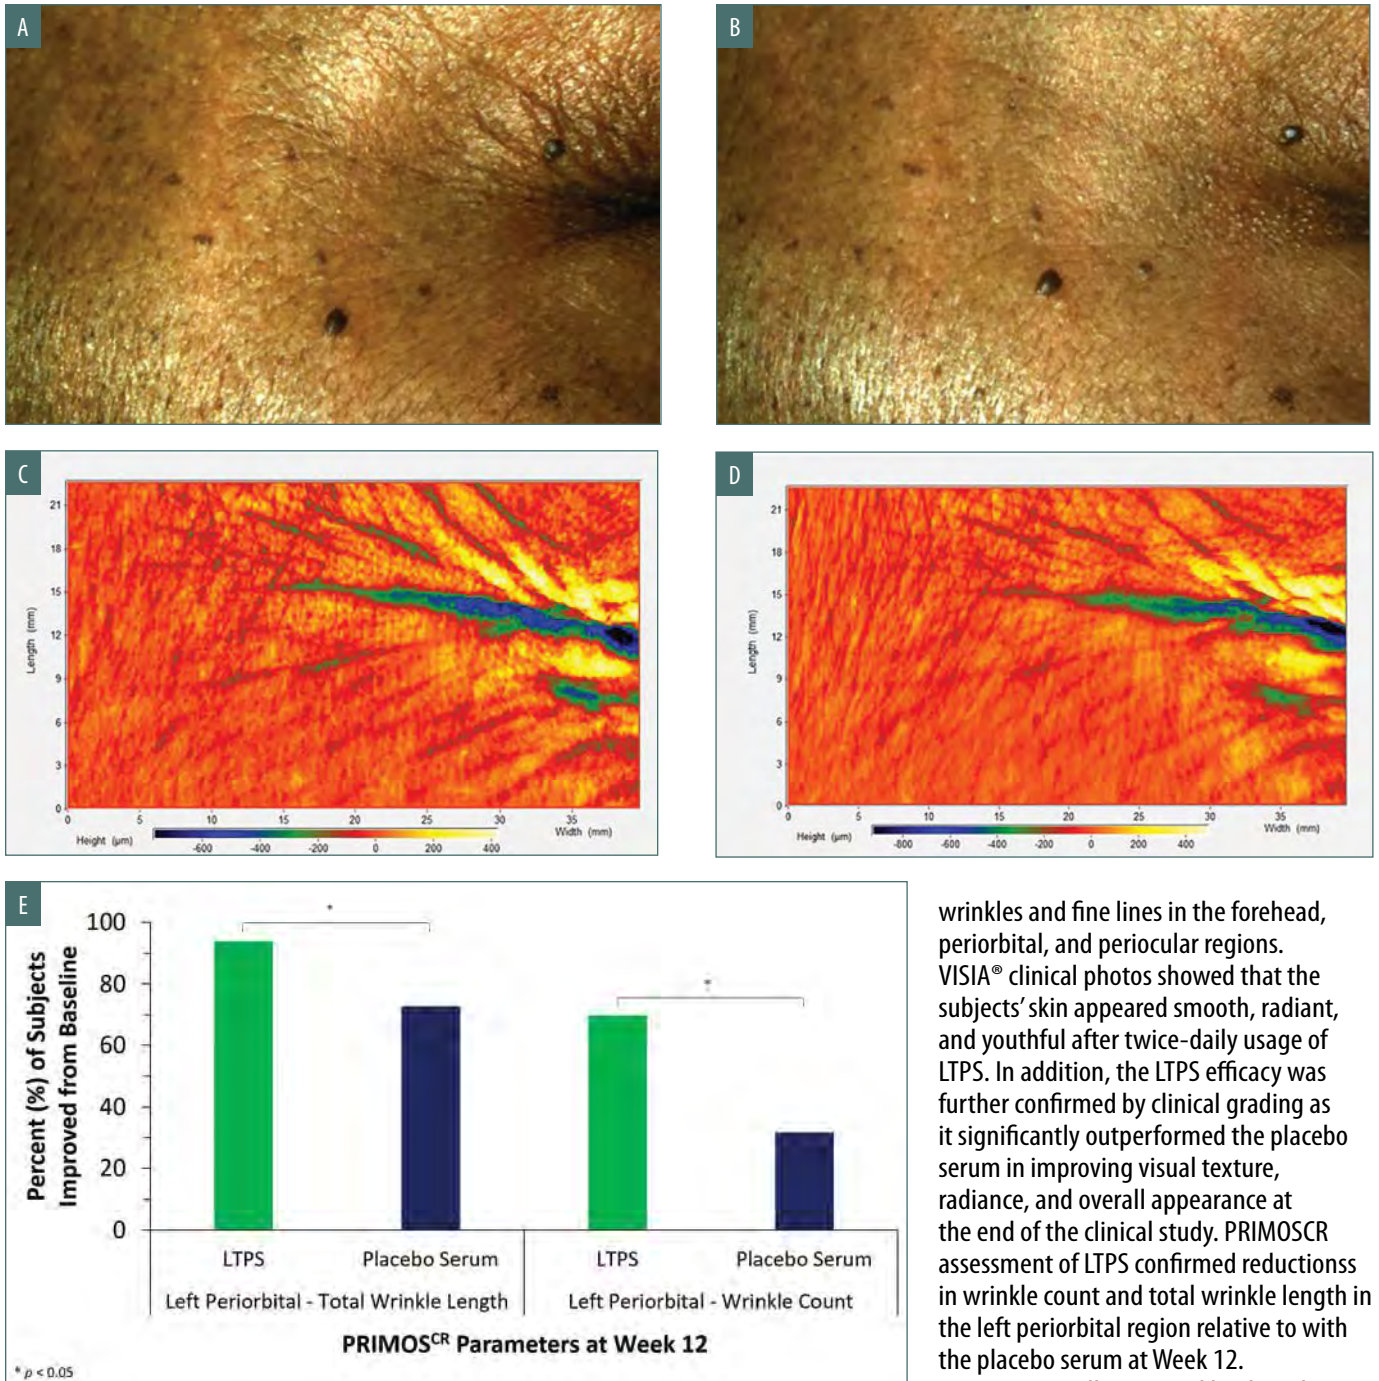 A
B
C
21
18
15
12
9
6
3
0
Length (mm)
0 5 10 15 20 25 30 35
Width (mm)
Height (µm)
-600 -400 -200 0 200 400
D
21
18
15
12
9
6
3
0
Length (mm)
0 5 10 15 20 25 30 35
Width (mm)
Height (µm)
-800 -600 -400 -200 0 200 400
E
Percent (%) of Subjects
Improved from Baseline
100
80
60
40
20
0
*
*
LTPS Placebo Serum LTPS Placebo Serum
Left Periorbital - Total Wrinkle Length Left Periorbital - Wrinkle Count
PRIMOSCR Parameters at Week 12
* p < 0.05
wrinkles and fine lines in the forehead,
periorbital, and periocular regions.
VISIA® clinical photos showed that the
subjects’ skin appeared smooth, radiant,
and youthful after twice-daily usage of
LTPS. In addition, the LTPS efficacy was
further confirmed by clinical grading as
it significantly outperformed the placebo
serum in improving visual texture,
radiance, and overall appearance at
the end of the clinical study. PRIMOSCR
assessment of LTPS confirmed reductionss
in wrinkle count and total wrinkle length in
the left periorbital region relative to with
the placebo serum at Week 12.